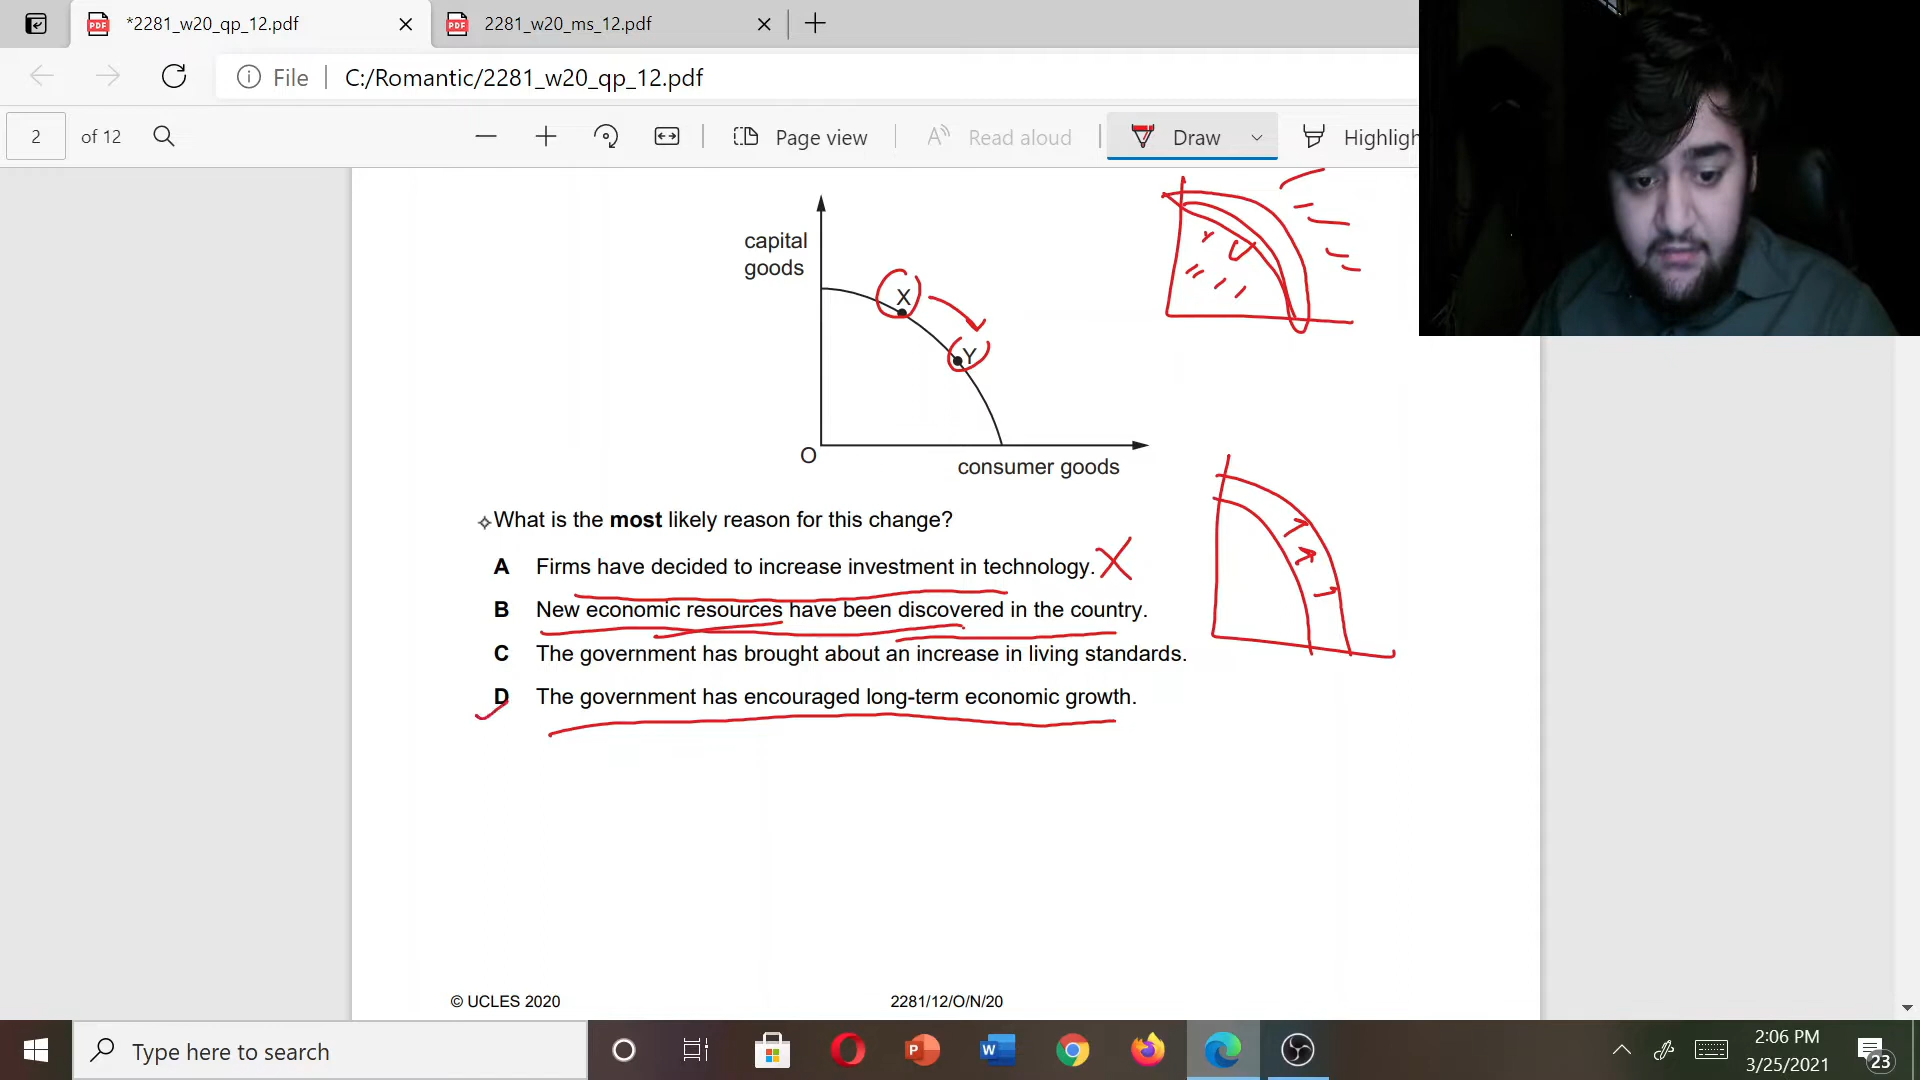 *2281_w20_qp_12.pdf
2281_w20_ms_12.pdf
File C:/Romantic/2281_w20_qp_12.pdf
2 of 12
Page view
Read aloud
Draw
Highligh
capital
goods
X
Y
O
consumer goods
What is the most likely reason for this change?
A Firms have decided to increase investment in technology.
B New economic resources have been discovered in the country.
C The government has brought about an increase in living standards.
D The government has encouraged long-term economic growth.
© UCLES 2020
2281/12/O/N/20
Type here to search
2:06 PM
3/25/2021
23